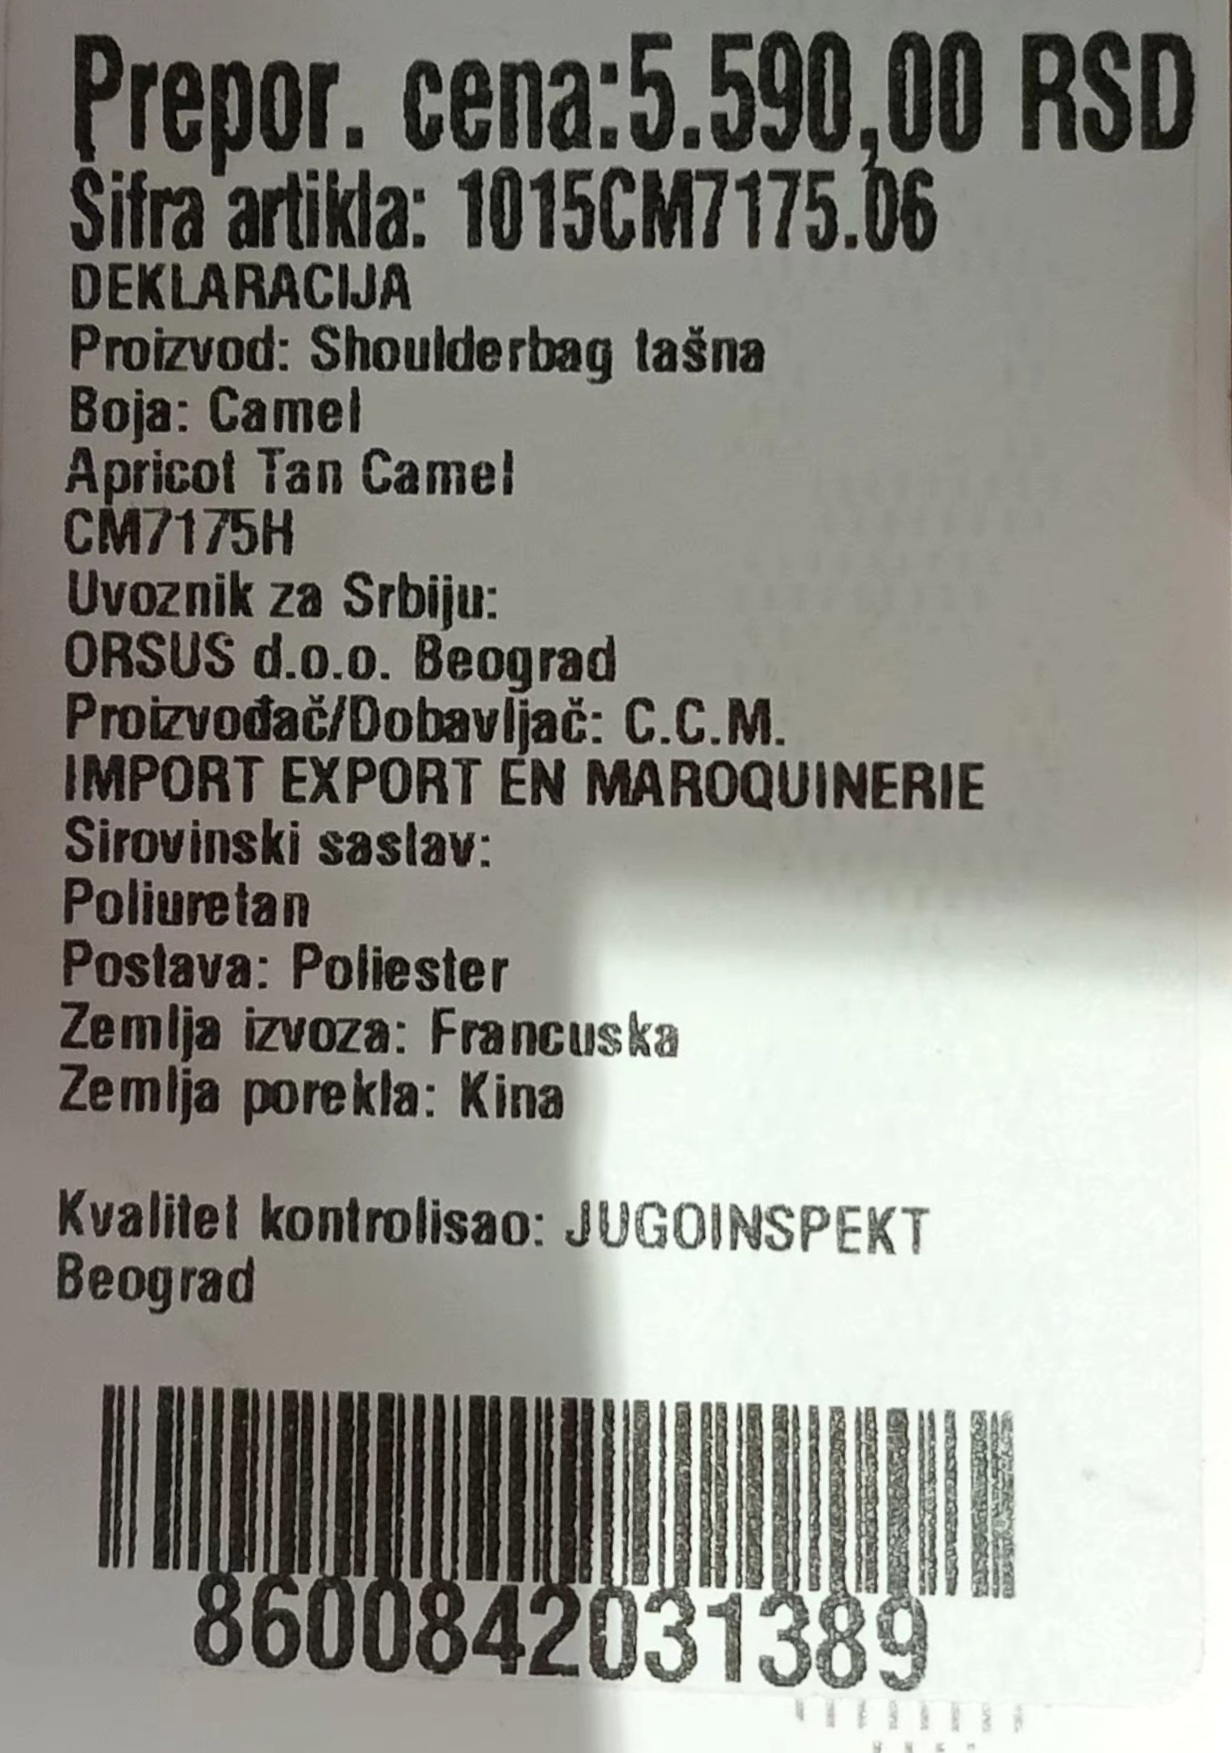 Prepor. cena:5.590,00 RSD
Šifra artikla: 1015CM7175.06
DEKLARACIJA
Proizvod: Shoulderbag tašna
Boja: Camel
Apricot Tan Camel
CM7175H
Uvoznik za Srbiju:
ORSUS d.o.o. Beograd
Proizvođač/Dobavljač: C.C.M.
IMPORT EXPORT EN MAROQUINERIE
Sirovinski sastav:
Poliuretan
Postava: Poliester
Zemlja izvoza: Francuska
Zemlja porekla: Kina
Kvalitet kontrolisao: JUGOINSPEKT
Beograd
8600842031389